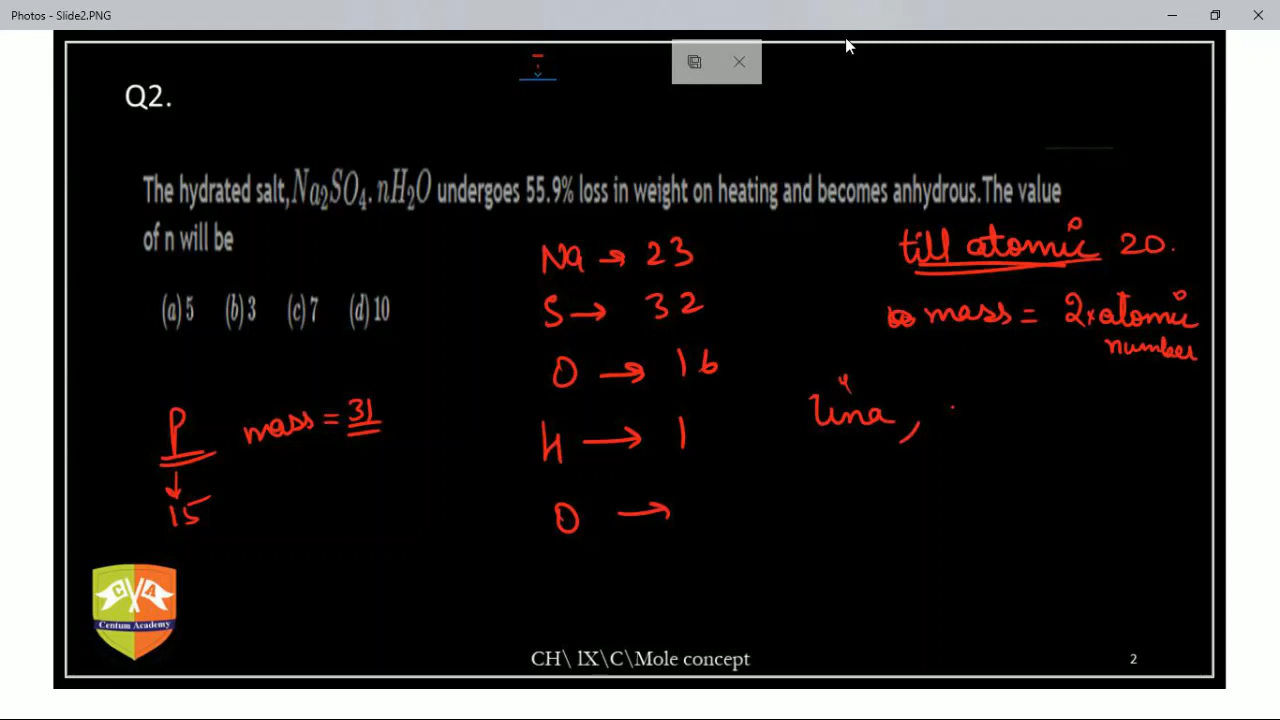 Photos - Slide2.PNG
Q2.
The hydrated salt, Na₂SO₄.nH₂O undergoes 55.9% loss in weight on heating and becomes anhydrous.The value
of n will be
(a) 5 (b) 3 (c) 7 (d) 10
Na → 23
S → 32
O → 16
H → 1
O →
till atomic 20.
mass = 2 × atomic
number
P mass = 31
15
Centum Academy
CH\ lX\C\Mole concept
2